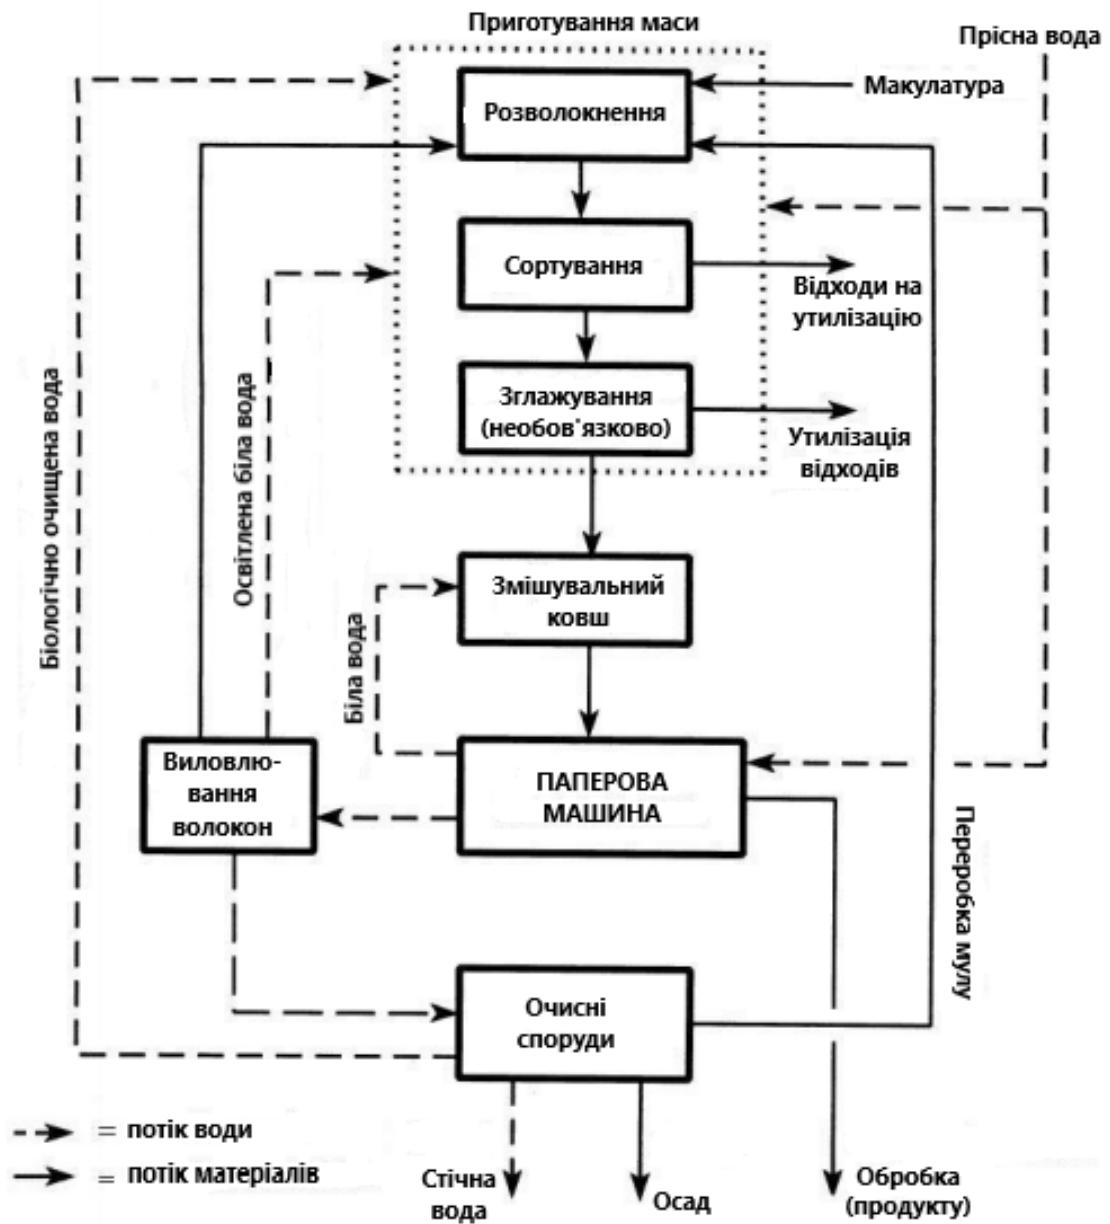 Приготування маси
Прісна вода
Макулатура
Розволокнення
Сортування
Відходи на
утилізацію
Зглажування
(необов'язково)
Утилізація
відходів
Біологічно очищена вода
Освітлена біла вода
Змішувальний
ковш
Біла вода
Виловлю-
вання
волокон
ПАПЕРОВА
МАШИНА
Переробка мулу
Очисні
споруди
= потік води
= потік матеріалів
Стічна
вода
Осад
Обробка
(продукту)